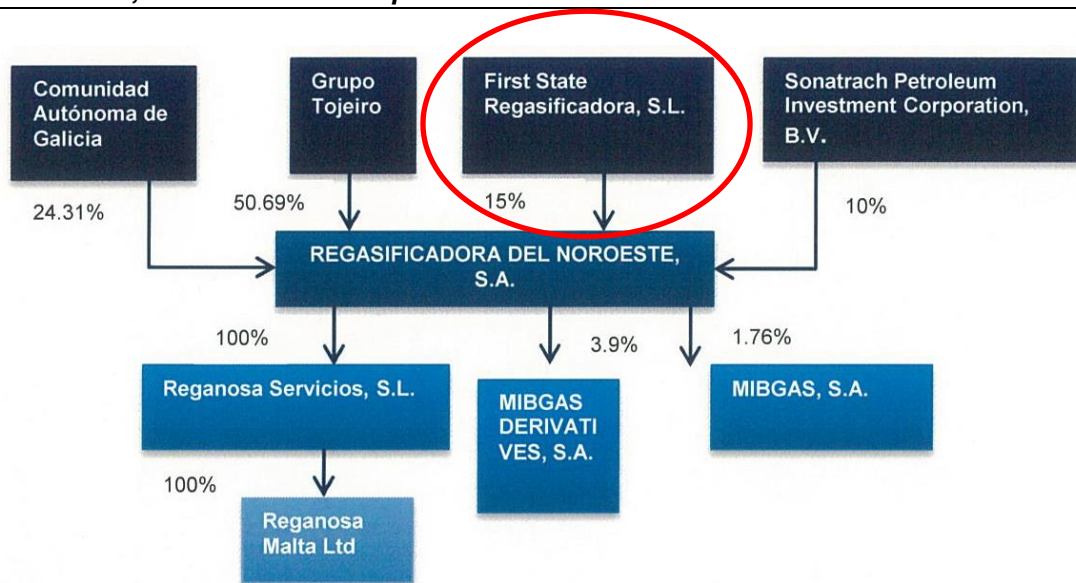 Comunidad
Autónoma de
Galicia
Grupo
Tojeiro
First State
Regasificadora, S.L.
Sonatrach Petroleum
Investment Corporation,
B.V.
24.31%
50.69%
15%
10%
REGASIFICADORA DEL NOROESTE,
S.A.
100%
3.9%
1.76%
Reganosa Servicios, S.L.
MIBGAS
DERIVATI
VES, S.A.
MIBGAS, S.A.
100%
Reganosa
Malta Ltd